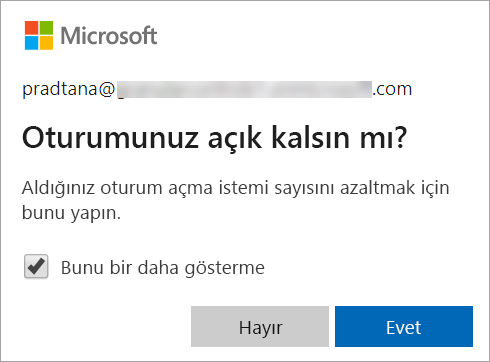 Microsoft
pradtana@ .com
Oturumunuz açık kalsın mı?
Aldığınız oturum açma istemi sayısını azaltmak için
bunu yapın.
Bunu bir daha gösterme
Hayır
Evet